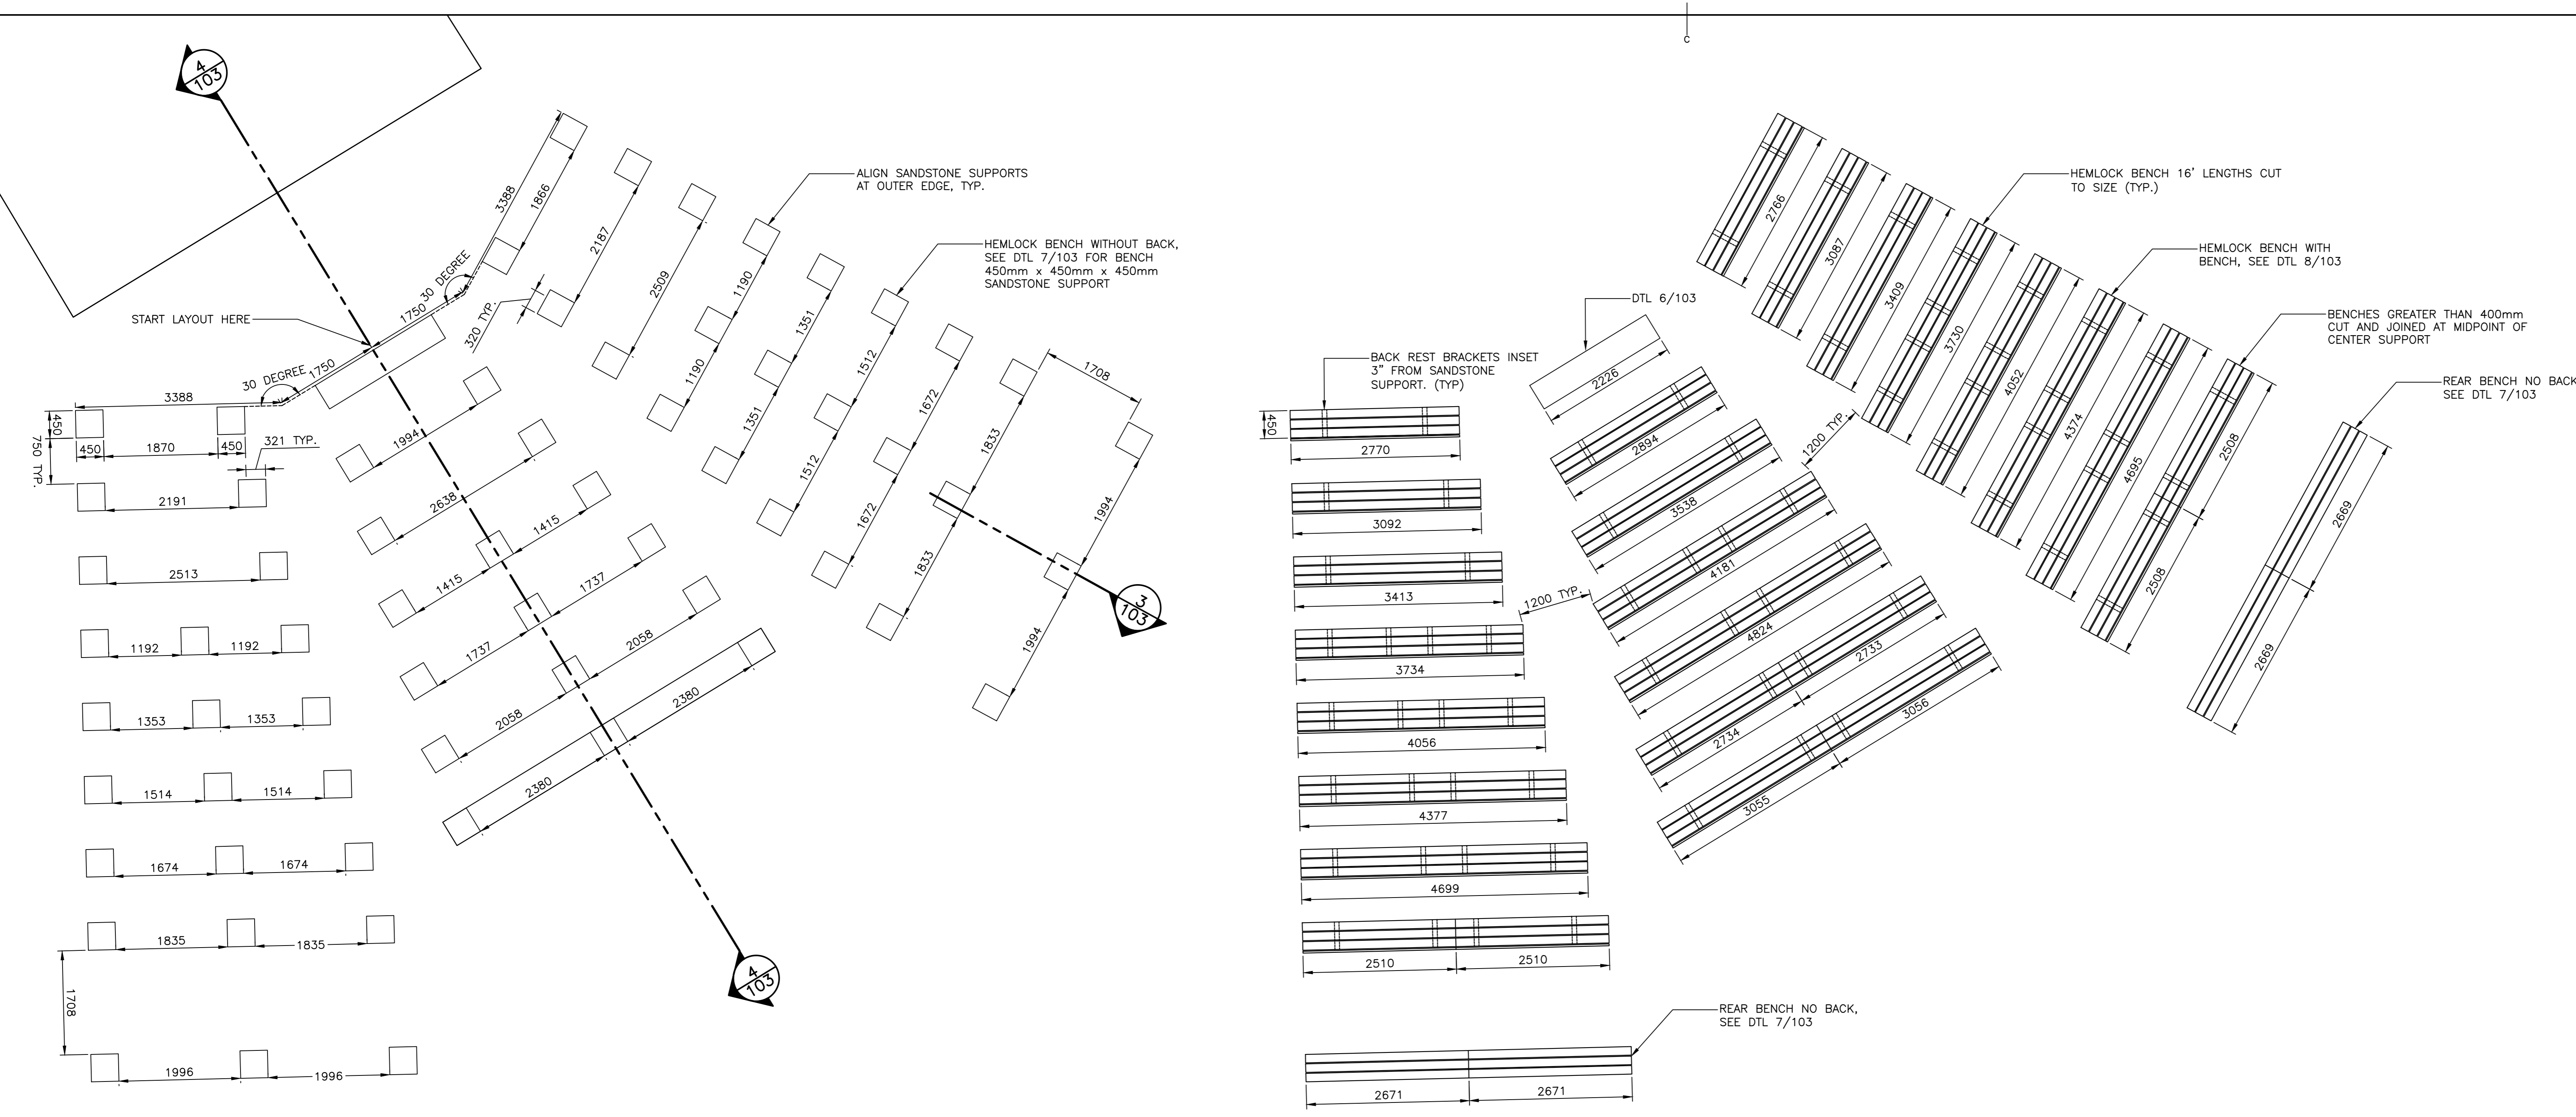 C
4
103
3388
1866
30 DEGREE
1750
320 TYP.
START LAYOUT HERE
30 DEGREE
1750
3388
450
450
1870
450
321 TYP.
750 TYP.
2191
2513
1192
1192
1353
1353
1514
1514
1674
1674
1835
1835
1708
1996
1996
1994
2638
1415
1415
1737
1737
2058
2058
2380
2380
4
103
2187
2509
1190
1190
1351
1351
1512
1512
1672
1672
1833
1833
1708
1994
1994
3
103
ALIGN SANDSTONE SUPPORTS
AT OUTER EDGE, TYP.
HEMLOCK BENCH WITHOUT BACK,
SEE DTL 7/103 FOR BENCH
450mm x 450mm x 450mm
SANDSTONE SUPPORT
BACK REST BRACKETS INSET
3" FROM SANDSTONE
SUPPORT. (TYP)
450
2770
3092
3413
1200 TYP.
3734
4056
4377
4699
2510
2510
2671
2671
REAR BENCH NO BACK,
SEE DTL 7/103
DTL 6/103
2226
2894
3538
4181
4824
2734
2733
3055
3056
1200 TYP.
2766
3087
3409
3730
4052
4374
4695
2508
2508
2669
2669
HEMLOCK BENCH 16' LENGTHS CUT
TO SIZE (TYP.)
HEMLOCK BENCH WITH
BENCH, SEE DTL 8/103
BENCHES GREATER THAN 400mm
CUT AND JOINED AT MIDPOINT OF
CENTER SUPPORT
REAR BENCH NO BACK
SEE DTL 7/103